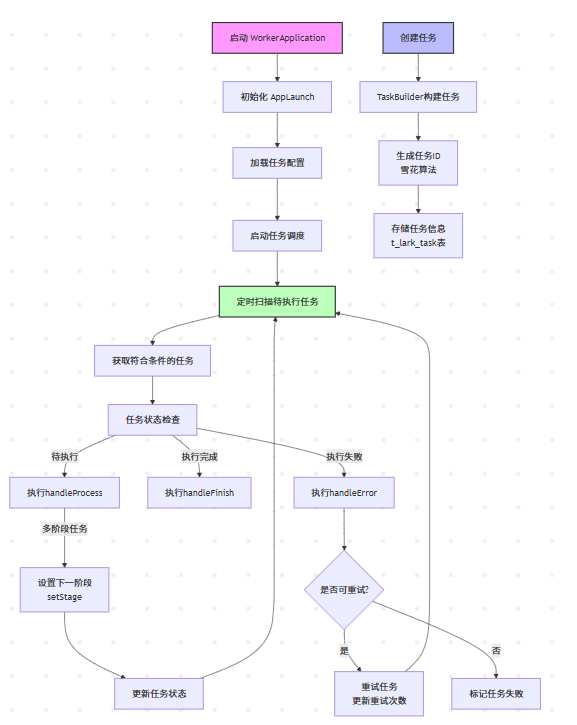 启动 WorkerApplication
创建任务
初始化 AppLaunch
TaskBuilder构建任务
加载任务配置
生成任务ID
雪花算法
启动任务调度
存储任务信息
t_lark_task表
定时扫描待执行任务
获取符合条件的任务
任务状态检查
待执行
执行完成
执行失败
执行handleProcess
执行handleFinish
执行handleError
多阶段任务
设置下一阶段
setStage
是否可重试?
是
否
更新任务状态
重试任务
更新重试次数
标记任务失败